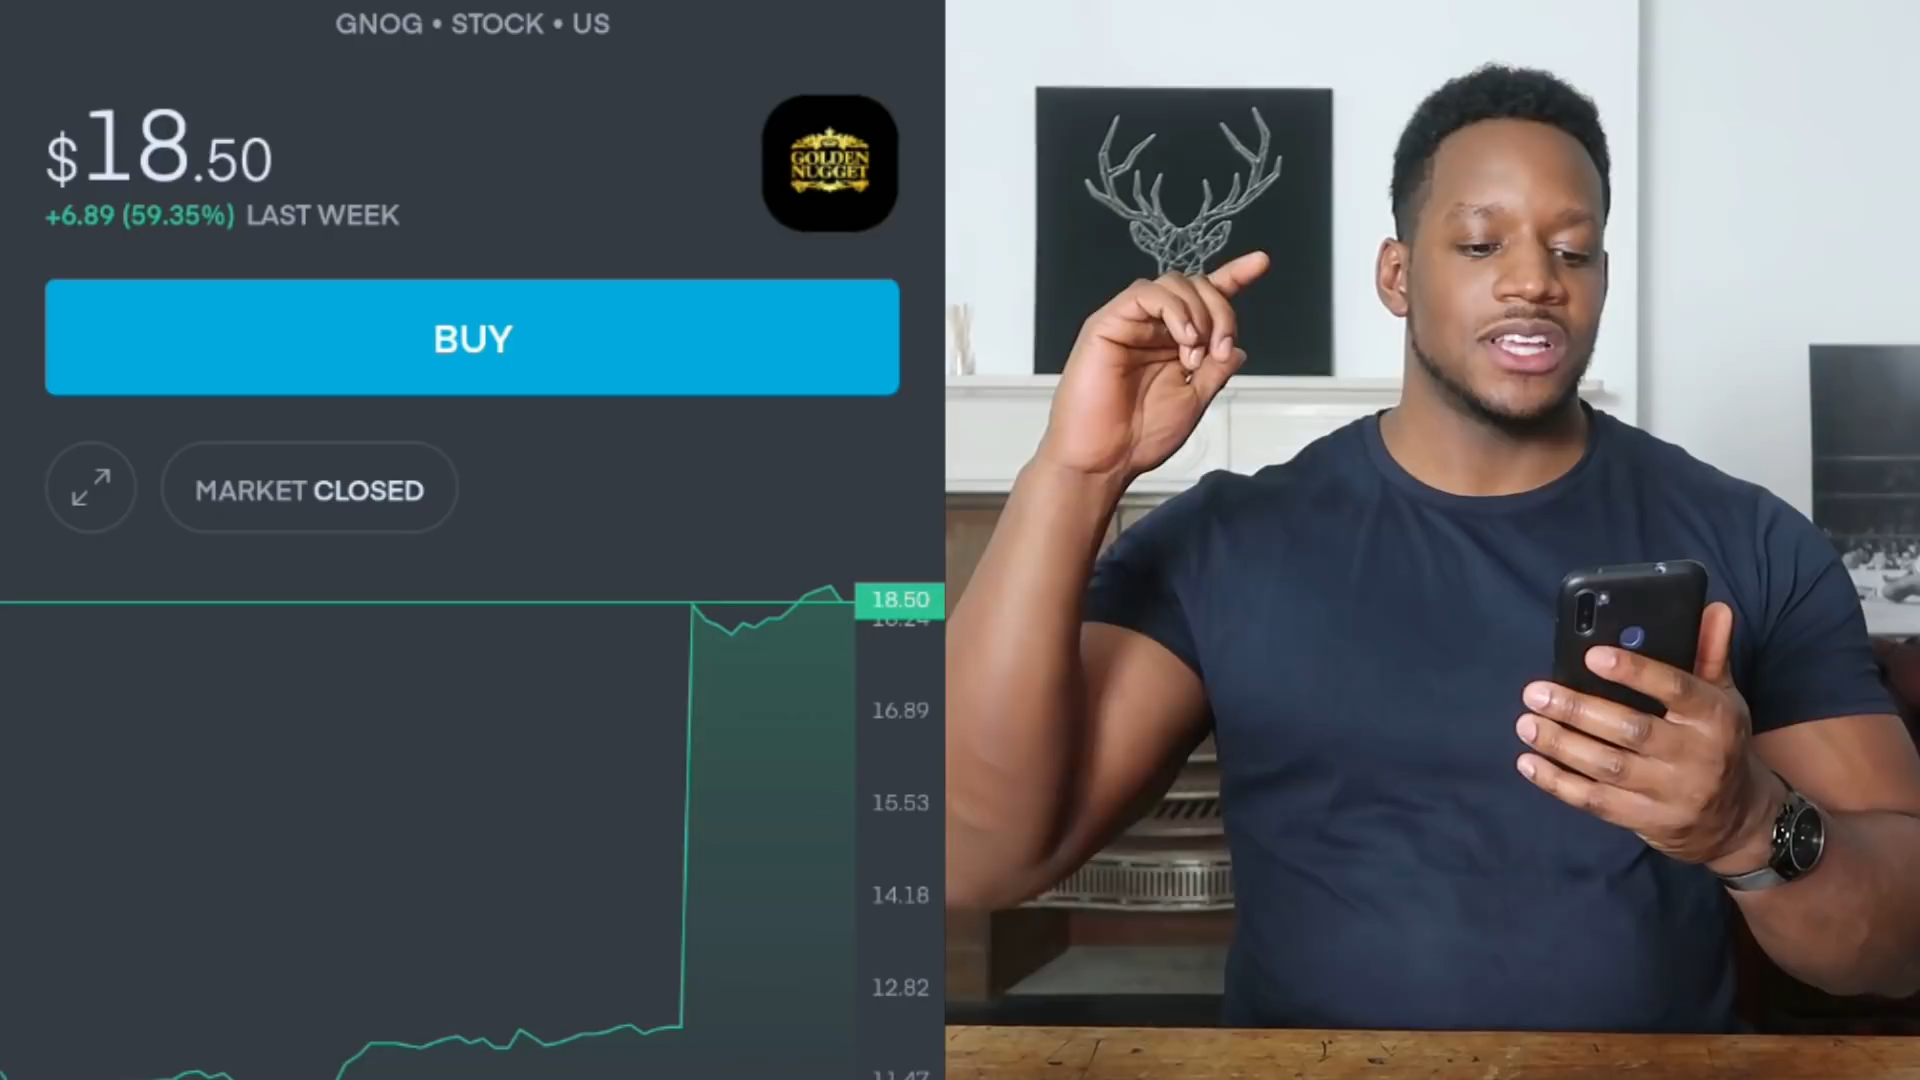 GNOG • STOCK • US
$18.50
+6.89 (59.35%) LAST WEEK
GOLDEN
NUGGET
BUY
MARKET CLOSED
18.50
16.89
15.53
14.18
12.82